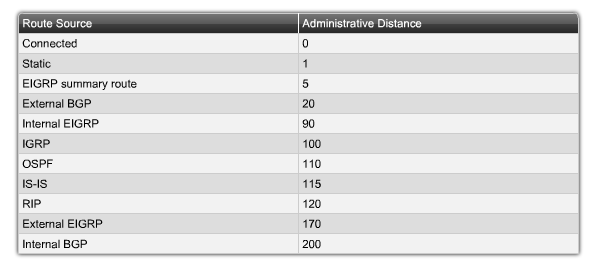 Route Source Administrative Distance
Connected 0
Static 1
EIGRP summary route 5
External BGP 20
Internal EIGRP 90
IGRP 100
OSPF 110
IS-IS 115
RIP 120
External EIGRP 170
Internal BGP 200